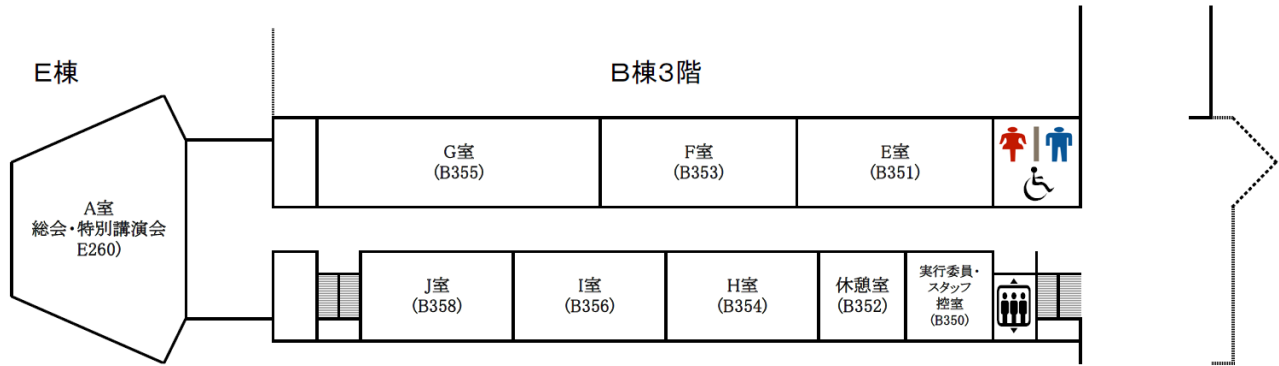 E棟
B棟3階
G室
(B355)
F室
(B353)
E室
(B351)
A室
総会・特別講演会
E260)
J室
(B358)
I室
(B356)
H室
(B354)
休憩室
(B352)
実行委員・
スタッフ
控室
(B350)